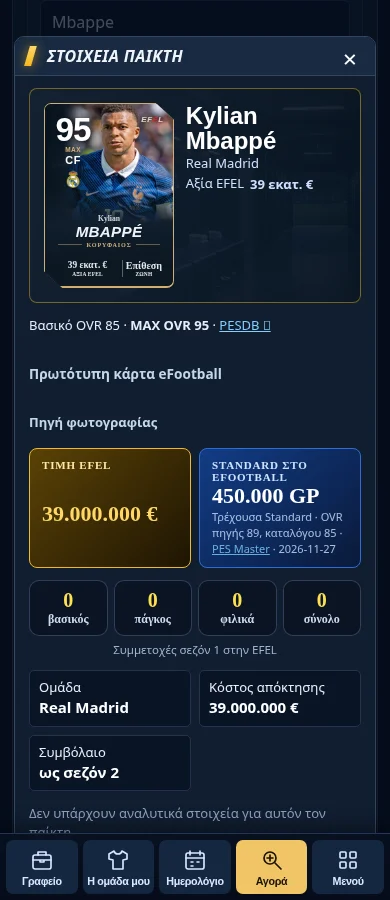 Mbappe
ΣΤΟΙΧΕΙΑ ΠΑΙΚΤΗ
✕
95
MAX
CF
Kylian
MBAPPÉ
ΚΟΡΥΦΑΙΟΣ
39 εκατ. €
ΑΞΙΑ EFEL
Επίθεση
ΖΩΝΗ
Kylian
Mbappé
Real Madrid
Αξία EFEL 39 εκατ. €
Βασικό OVR 85 · MAX OVR 95 · PESDB
Πρωτότυπη κάρτα eFootball
Πηγή φωτογραφίας
ΤΙΜΗ EFEL
39.000.000 €
STANDARD ΣΤΟ
EFOOTBALL
450.000 GP
Τρέχουσα Standard · OVR
πηγής 89, καταλόγου 85 ·
PES Master · 2026-11-27
0
βασικός
0
πάγκος
0
φιλικά
0
σύνολο
Συμμετοχές σεζόν 1 στην EFEL
Ομάδα
Real Madrid
Κόστος απόκτησης
39.000.000 €
Συμβόλαιο
ως σεζόν 2
Δεν υπάρχουν αναλυτικά στοιχεία για αυτόν τον
παίκτη
Γραφείο
Η ομάδα μου
Ημερολόγιο
Αγορά
Μενού